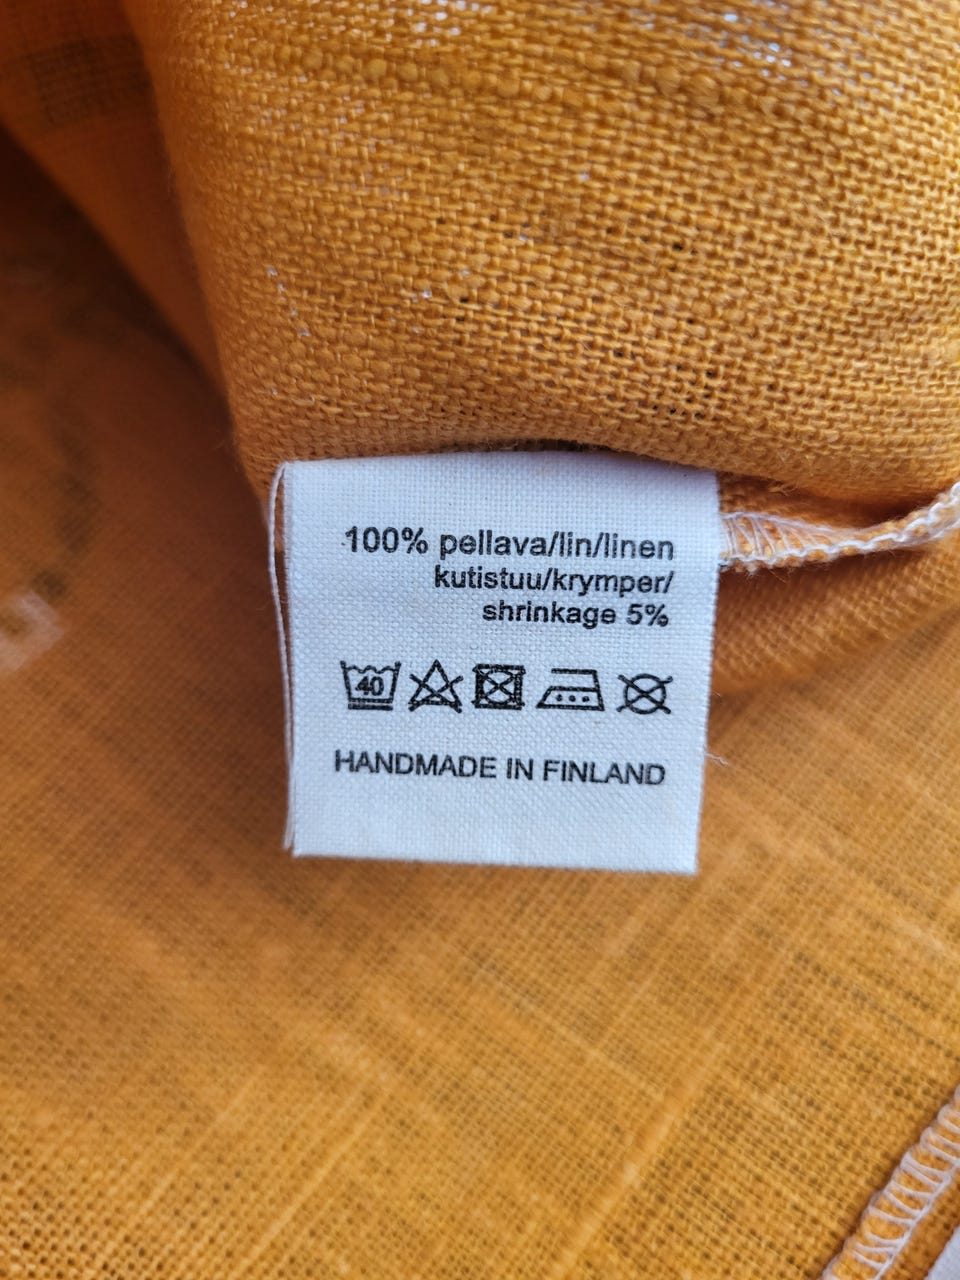 100% pellava/lin/linen
kutistuu/krymper/
shrinkage 5%
40
HANDMADE IN FINLAND